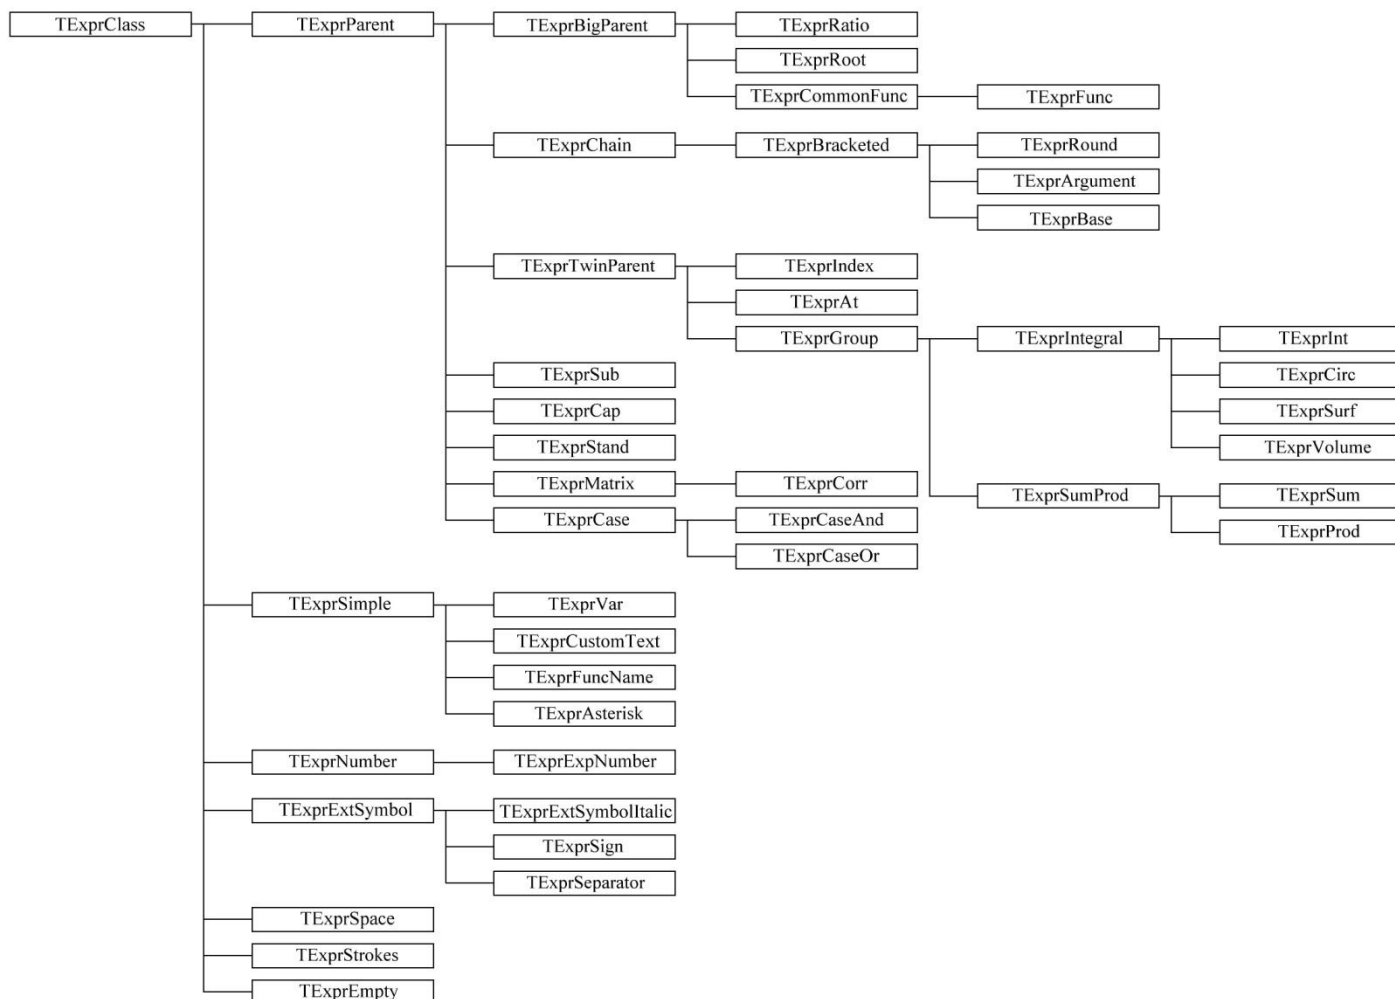 TExprClass TExprParent TExprBigParent TExprRatio
TExprRoot
TExprCommonFunc TExprFunc
TExprChain TExprBracketed TExprRound
TExprArgument
TExprBase
TExprTwinParent TExprIndex
TExprAt
TExprGroup TExprIntegral TExprInt
TExprSub TExprCirc
TExprCap TExprSurf
TExprStand TExprVolume
TExprMatrix TExprCorr TExprSumProd TExprSum
TExprCase TExprCaseAnd TExprProd
TExprCaseOr
TExprSimple TExprVar
TExprCustomText
TExprFuncName
TExprAsterisk
TExprNumber TExprExpNumber
TExprExtSymbol TExprExtSymbolItalic
TExprSign
TExprSeparator
TExprSpace
TExprStrokes
TExprEmpty